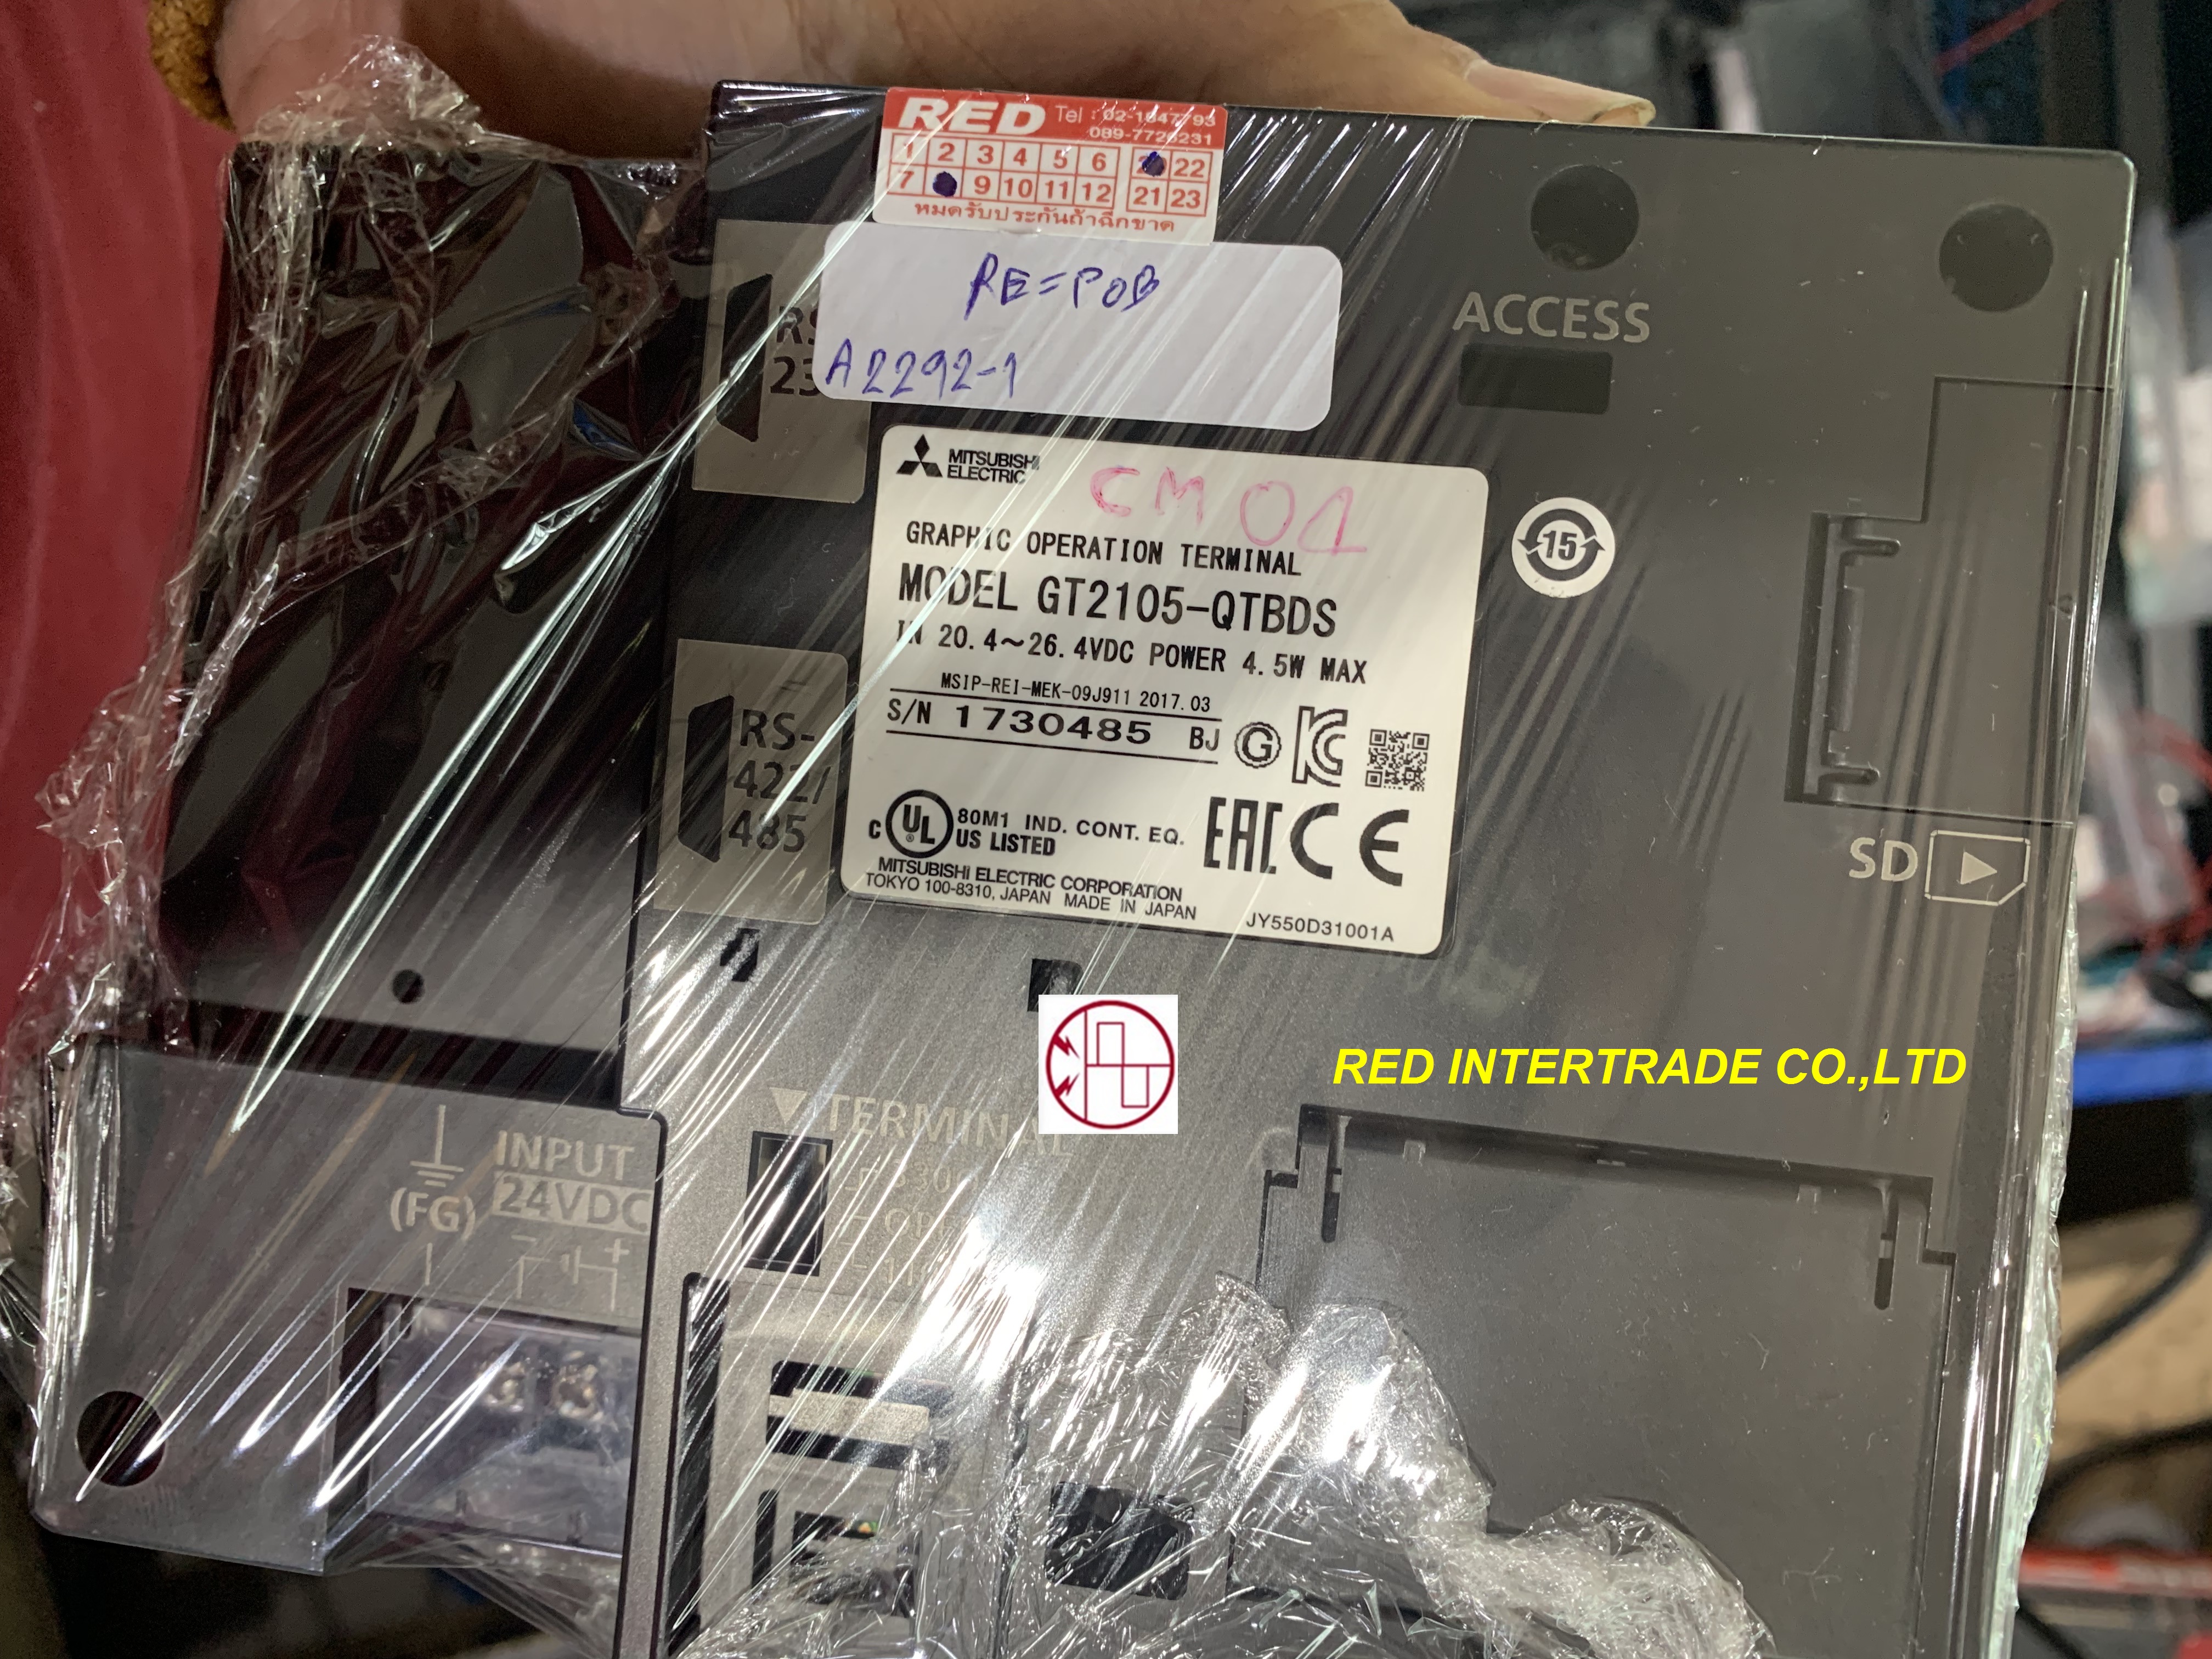 RED Tel : 02-1647793
089-7726231
1 2 3 4 5 6 22
7 9 10 11 12 21 23
หมดรับประกันถ้าฉีกขาด
RE=POB
A2292-1
RS-
422/
485
ACCESS
MITSUBISHI
ELECTRIC
CM01
GRAPHIC OPERATION TERMINAL
MODEL GT2105-QTBDS
IN 20.4~26.4VDC POWER 4.5W MAX
MSIP-REI-MEK-09J911 2017.03
S/N 1730485 BJ
G
15
C UL 80M1 IND. CONT. EQ.
US LISTED
EAC CE
MITSUBISHI ELECTRIC CORPORATION
TOKYO 100-8310, JAPAN MADE IN JAPAN
JY550D31001A
SD
RED INTERTRADE CO.,LTD
TERMINAL
INPUT
24VDC
(FG)
- +